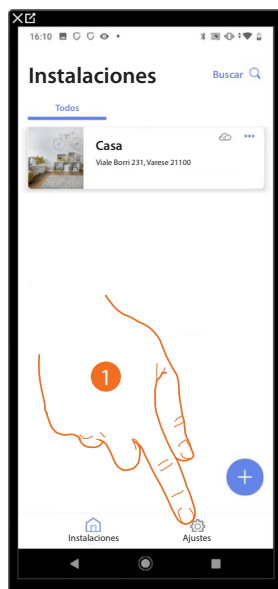 16:10
Instalaciones
Buscar
Todos
Casa
Viale Borri 231, Varese 21100
1
Instalaciones
Ajustes